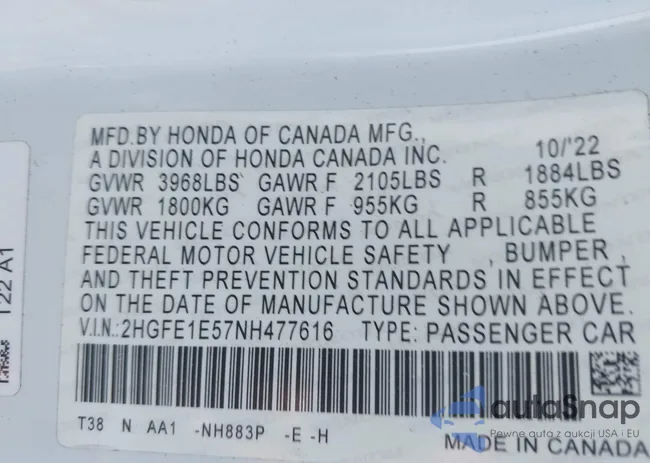 MFD.BY HONDA OF CANADA MFG.,
A DIVISION OF HONDA CANADA INC. 10/'22
GVWR 3968LBS GAWR F 2105LBS R 1884LBS
GVWR 1800KG GAWR F 955KG R 855KG
THIS VEHICLE CONFORMS TO ALL APPLICABLE
FEDERAL MOTOR VEHICLE SAFETY , BUMPER ,
AND THEFT PREVENTION STANDARDS IN EFFECT
ON THE DATE OF MANUFACTURE SHOWN ABOVE.
V.I.N.:2HGFE1E57NH477616 TYPE: PASSENGER CAR
T38 N AA1 -NH883P -E -H
MADE IN CANADA
T22 A1
autoSnap
Pewne auta z aukcji USA i EU